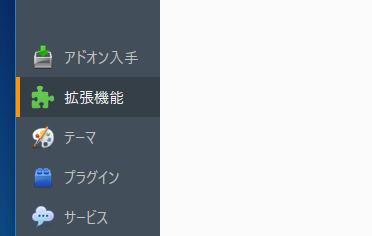 アドオン入手
拡張機能
テーマ
プラグイン
サービス